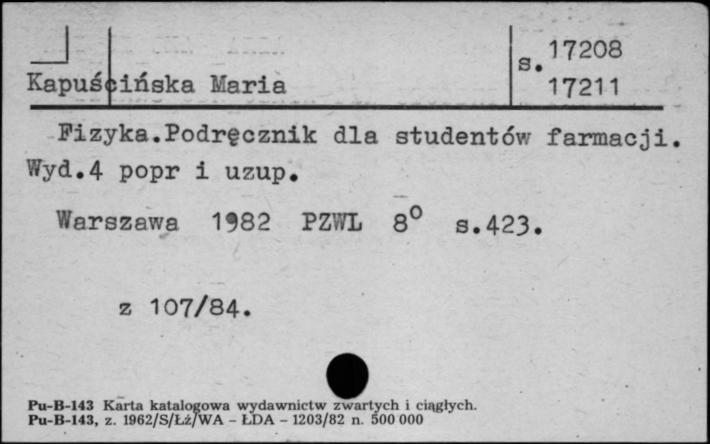 s. 17208
Kapuścińska Maria 17211
Fizyka.Podręcznik dla studentów farmacji.
Wyd.4 popr i uzup.
Warszawa 1982 PZWL 8° s.423.
z 107/84.
Pu-B-143 Karta katalogowa wydawnictw zwartych i ciągłych.
Pu-B-143, z. 1962/S/Łż/WA – ŁDA – 1203/82 n. 500 000